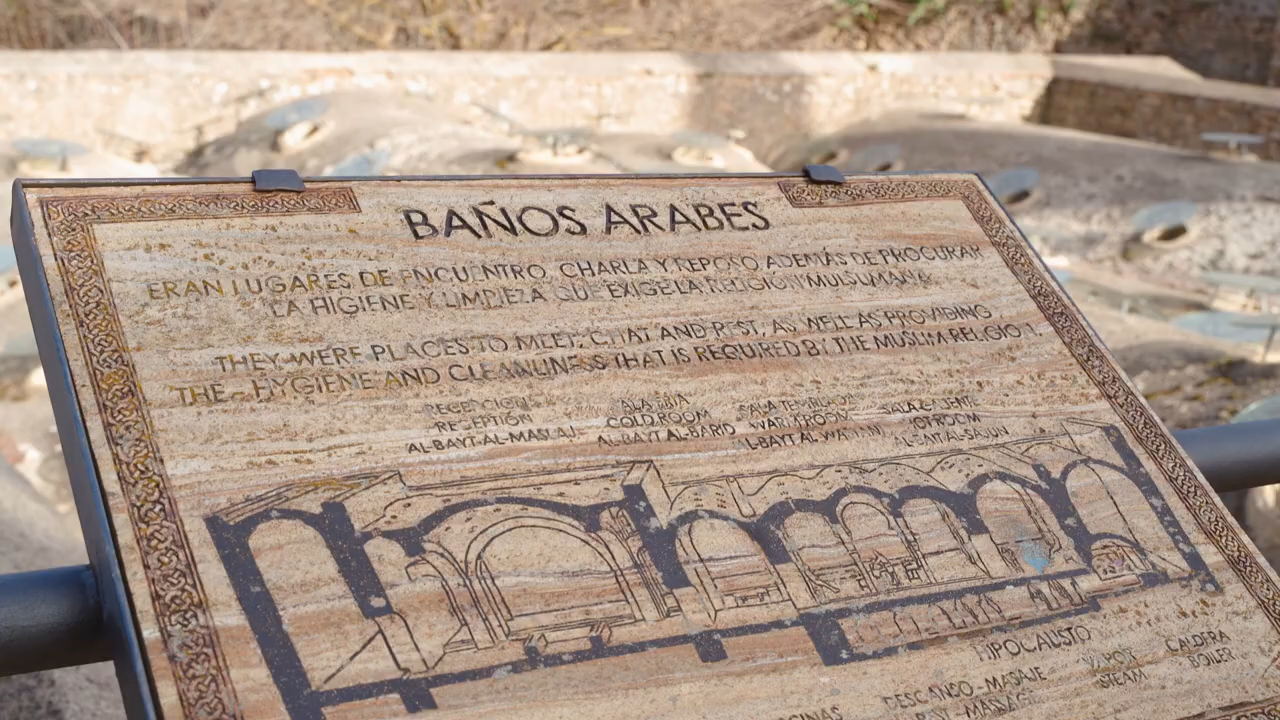 BAÑOS ARABES
ERAN LUGARES DE ENCUENTRO, CHARLA Y REPOSO ADEMÁS DE PROCURAR
LA HIGIENE Y LIMPIEZA QUE EXIGE LA RELIGION MUSULMANA.
THEY WERE PLACES TO MEET, CHAT AND REST, AS WELL AS PROVIDING
THE HYGIENE AND CLEANLINESS THAT IS REQUIRED BY THE MUSLIM RELIGION.
RECEPCION SALA FRIA SALA TEMPLADA SALA CALIENTE
RECEPTION COLD ROOM WARM ROOM HOT ROOM
AL-BAYT AL-MASLAJ AL-BAYT AL-BARID AL-BAYT AL-WASTANI AL-BAYT AL-SAJUN
HIPOCAUSTO
VAPOR CALDERA
STEAM BOILER
DESCANSO-MASAJE
MASSAGE